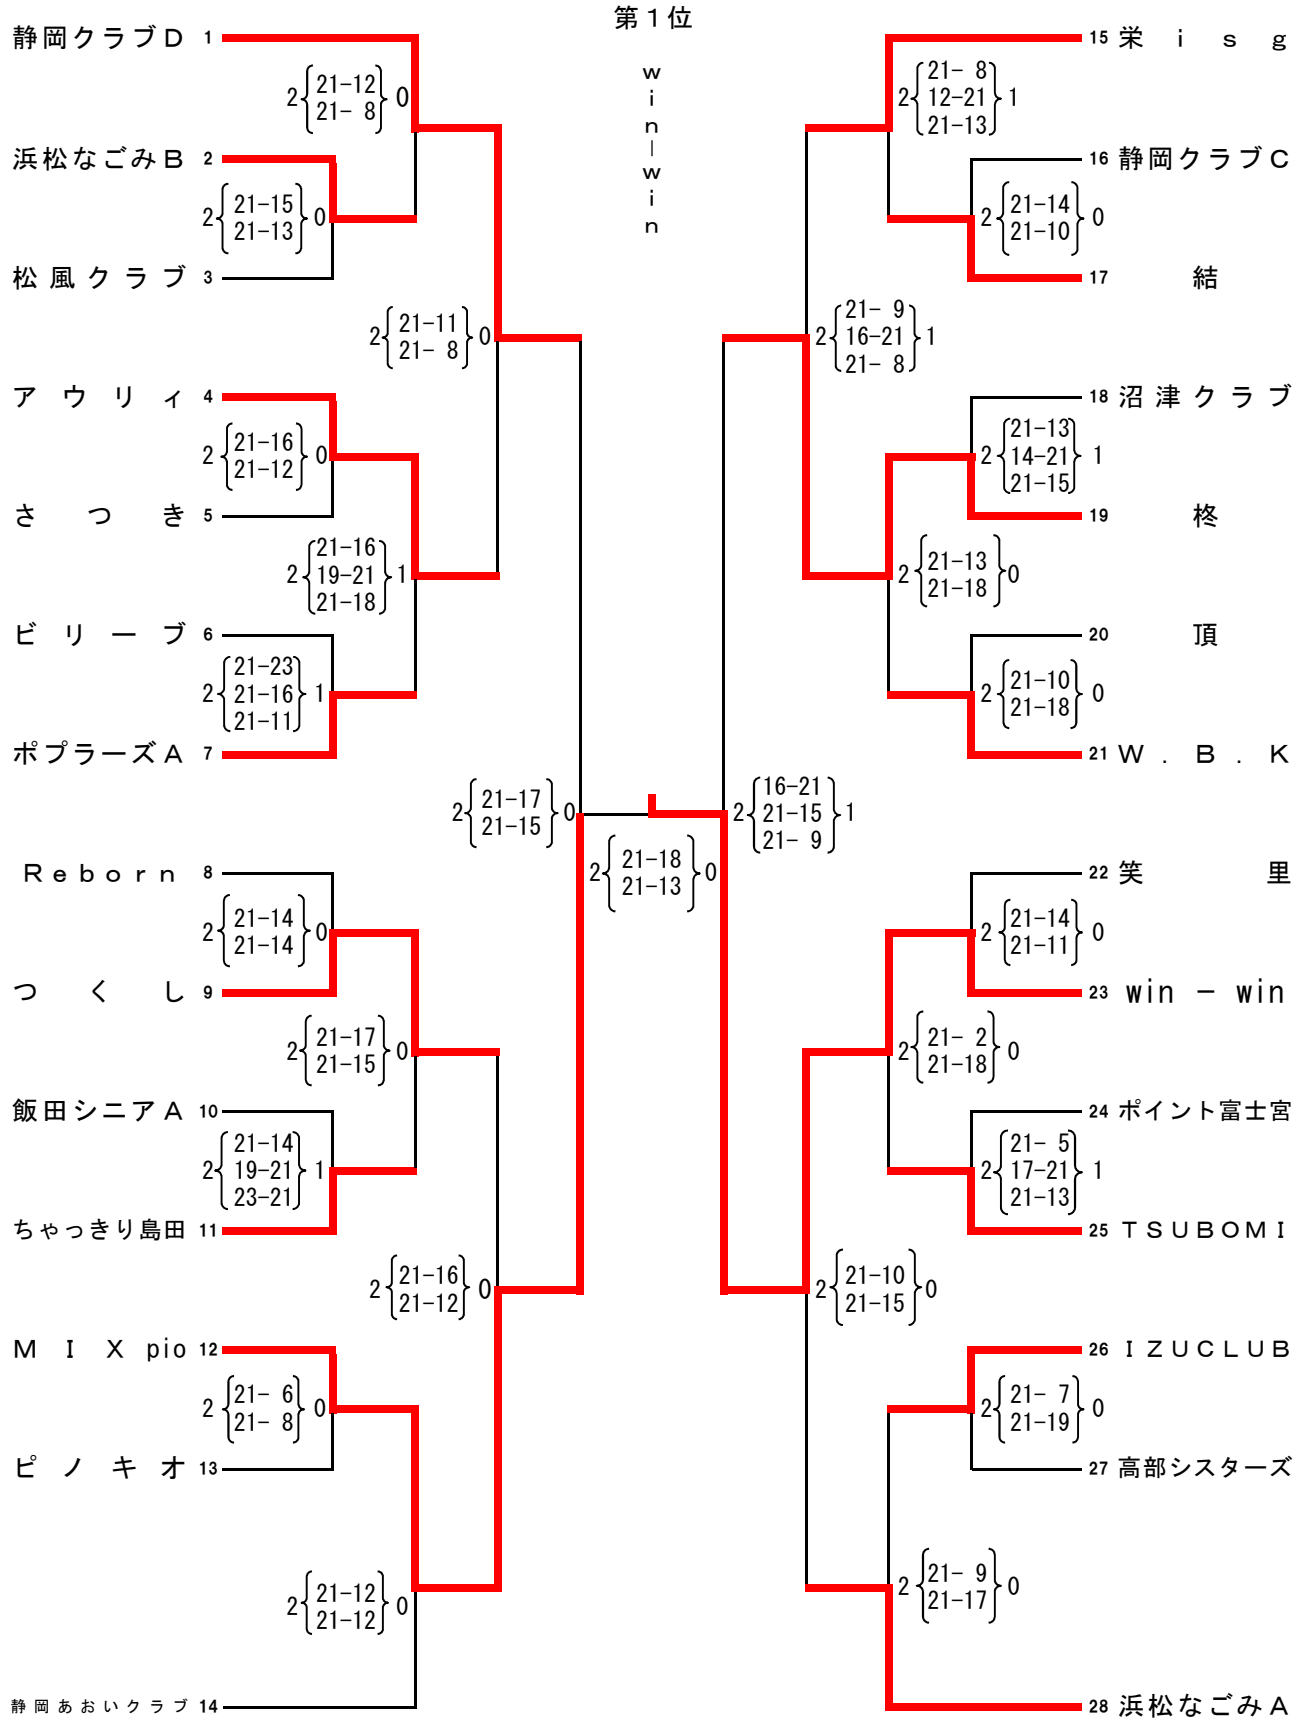 第１位
win−win
静岡クラブＤ 1
2 21−12 0
21− 8
浜松なごみＢ 2
2 21−15 0
21−13
松風クラブ 3
2 21−11 0
21− 8
アウリィ 4
2 21−16 0
21−12
さつき 5
2 21−16 1
19−21
21−18
ビリーブ 6
2 21−23 1
21−16
21−11
ポプラーズＡ 7
2 21−17 0
21−15
Ｒｅｂｏｒｎ 8
2 21−14 0
21−14
つくし 9
2 21−17 0
21−15
飯田シニアＡ 10
2 21−14 1
19−21
23−21
ちゃっきり島田 11
2 21−16 0
21−12
ＭＩＸpio 12
2 21− 6 0
21− 8
ピノキオ 13
2 21−12 0
21−12
静岡あおいクラブ 14
2 21−18 0
21−13
15 栄ｉｓｇ
2 21− 8 1
12−21
21−13
16 静岡クラブＣ
2 21−14 0
21−10
17 結
2 21− 9 1
16−21
21− 8
18 沼津クラブ
2 21−13 1
14−21
21−15
19 柊
2 21−13 0
21−18
20 頂
2 21−10 0
21−18
21 Ｗ．Ｂ．Ｋ
2 16−21 1
21−15
21− 9
22 笑里
2 21−14 0
21−11
23 win − win
2 21− 2 0
21−18
24 ポイント富士宮
2 21− 5 1
17−21
21−13
25 ＴＳＵＢＯＭＩ
2 21−10 0
21−15
26 ＩＺＵＣＬＵＢ
2 21− 7 0
21−19
27 高部シスターズ
2 21− 9 0
21−17
28 浜松なごみＡ